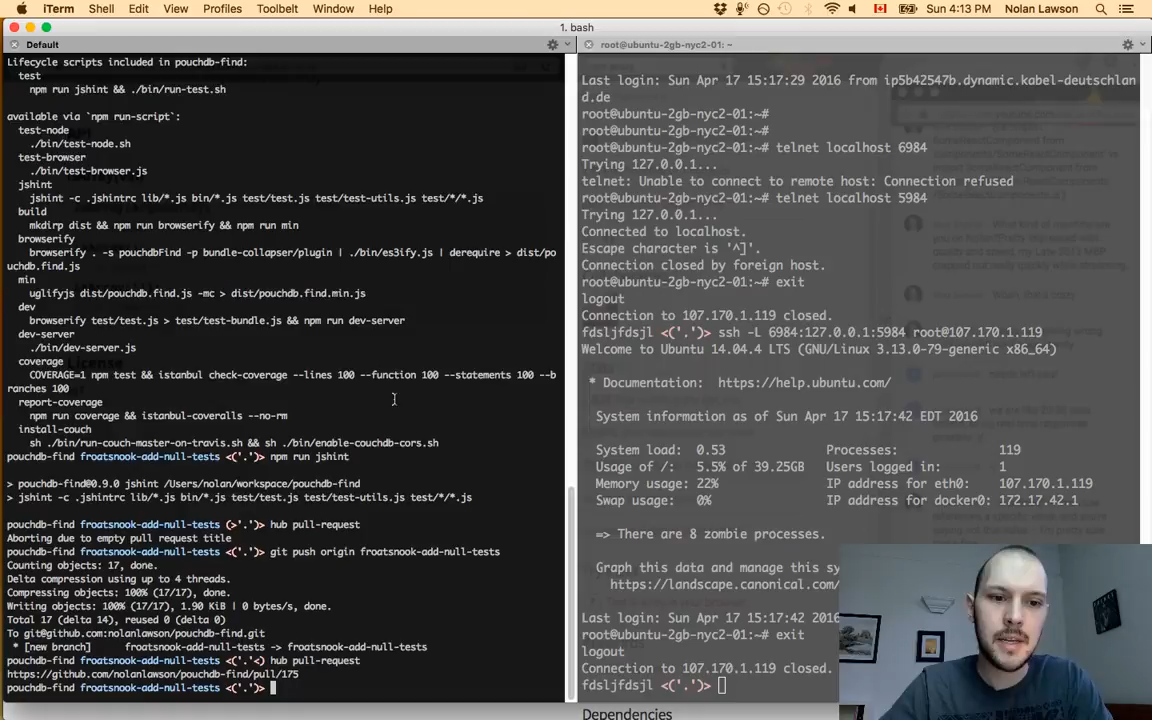 iTerm Shell Edit View Profiles Toolbelt Window Help Sun 4:13 PM Nolan Lawson
1. bash
Default
Lifecycle scripts included in pouchdb-find:
test
npm run jshint && ./bin/run-test.sh
available via `npm run-script`:
test-node
./bin/test-node.sh
test-browser
./bin/test-browser.js
jshint
jshint -c .jshintrc lib/*.js bin/*.js test/test.js test/test-utils.js test/*/*.js
build
mkdirp dist && npm run browserify && npm run min
browserify
browserify . -s pouchdbFind -p bundle-collapser/plugin | ./bin/es3ify.js | derequire > dist/po
uchdb.find.js
min
uglifyjs dist/pouchdb.find.js -mc > dist/pouchdb.find.min.js
dev
browserify test/test.js > test/test-bundle.js && npm run dev-server
dev-server
./bin/dev-server.js
coverage
COVERAGE=1 npm test && istanbul check-coverage --lines 100 --function 100 --statements 100 --b
ranches 100
report-coverage
npm run coverage && istanbul-coveralls --no-rm
install-couch
sh ./bin/run-couch-master-on-travis.sh && sh ./bin/enable-couchdb-cors.sh
pouchdb-find froatsnook-add-null-tests <('.')> npm run jshint
> pouchdb-find@0.9.0 jshint /Users/nolan/workspace/pouchdb-find
> jshint -c .jshintrc lib/*.js bin/*.js test/test.js test/test-utils.js test/*/*.js
pouchdb-find froatsnook-add-null-tests (>'.')> hub pull-request
Aborting due to empty pull request title
pouchdb-find froatsnook-add-null-tests <('.')> git push origin froatsnook-add-null-tests
Counting objects: 17, done.
Delta compression using up to 4 threads.
Compressing objects: 100% (17/17), done.
Writing objects: 100% (17/17), 1.90 KiB | 0 bytes/s, done.
Total 17 (delta 14), reused 0 (delta 0)
To git@github.com:nolanlawson/pouchdb-find.git
* [new branch] froatsnook-add-null-tests -> froatsnook-add-null-tests
pouchdb-find froatsnook-add-null-tests <('.'<) hub pull-request
https://github.com/nolanlawson/pouchdb-find/pull/175
pouchdb-find froatsnook-add-null-tests <('.')>
root@ubuntu-2gb-nyc2-01: ~
Last login: Sun Apr 17 15:17:29 2016 from ip5b42547b.dynamic.kabel-deutschlan
d.de
root@ubuntu-2gb-nyc2-01:~#
root@ubuntu-2gb-nyc2-01:~#
root@ubuntu-2gb-nyc2-01:~# telnet localhost 6984
Trying 127.0.0.1...
telnet: Unable to connect to remote host: Connection refused
root@ubuntu-2gb-nyc2-01:~# telnet localhost 5984
Trying 127.0.0.1...
Connected to localhost.
Escape character is '^]'.
Connection closed by foreign host.
root@ubuntu-2gb-nyc2-01:~# exit
logout
Connection to 107.170.1.119 closed.
fdsljfdsjl <('.')> ssh -L 6984:127.0.0.1:5984 root@107.170.1.119
Welcome to Ubuntu 14.04.4 LTS (GNU/Linux 3.13.0-79-generic x86_64)
* Documentation: https://help.ubuntu.com/
System information as of Sun Apr 17 15:17:42 EDT 2016
System load: 0.53 Processes: 119
Usage of /: 5.5% of 39.25GB Users logged in: 1
Memory usage: 22% IP address for eth0: 107.170.1.119
Swap usage: 0% IP address for docker0: 172.17.42.1
=> There are 8 zombie processes.
Graph this data and manage this sy
https://landscape.canonical.com/
Last login: Sun Apr 17 15:17:42 2016
root@ubuntu-2gb-nyc2-01:~# exit
logout
Connection to 107.170.1.119 closed.
fdsljfdsjl <('.')>
Dependencies